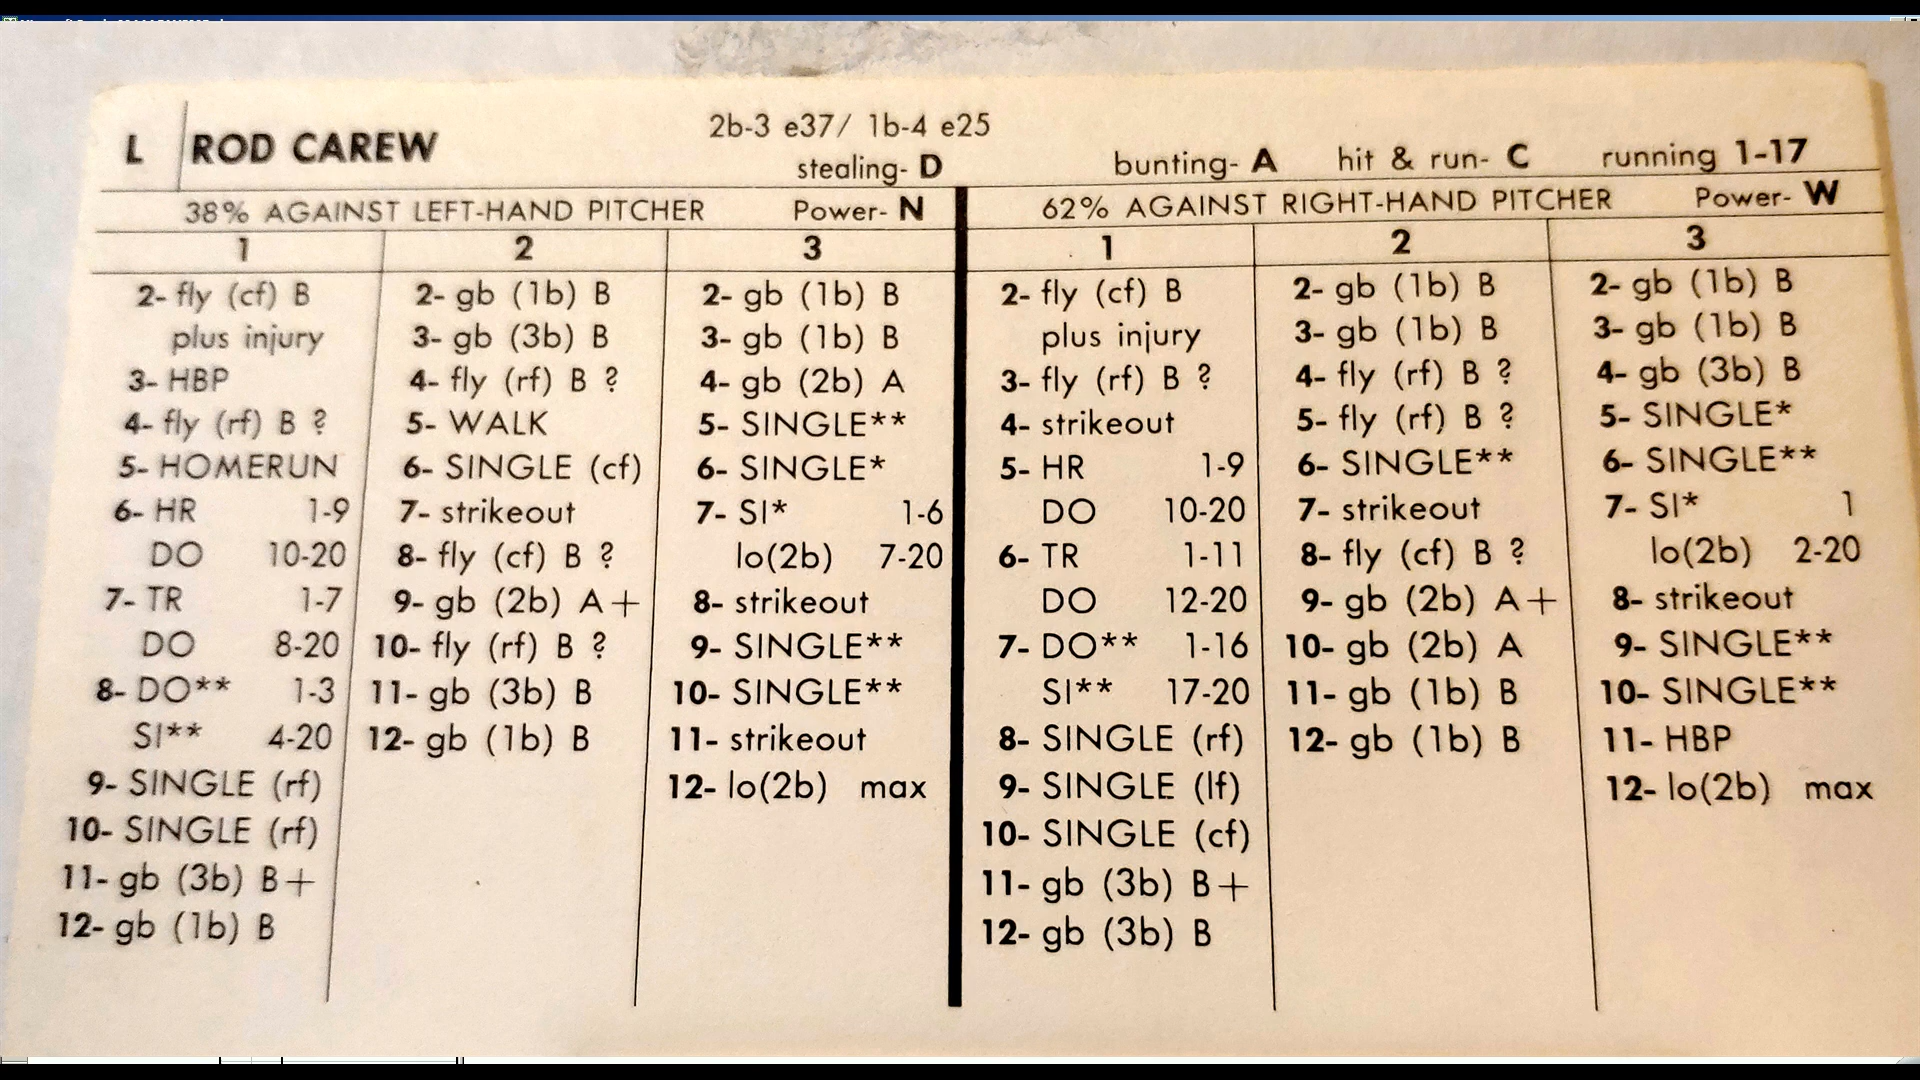 L ROD CAREW 2b-3 e37/ 1b-4 e25
stealing- D bunting- A hit & run- C running 1-17
38% AGAINST LEFT-HAND PITCHER Power- N
1
2- fly (cf) B
plus injury
3- HBP
4- fly (rf) B ?
5- HOMERUN
6- HR 1-9
DO 10-20
7- TR 1-7
DO 8-20
8- DO** 1-3
SI** 4-20
9- SINGLE (rf)
10- SINGLE (rf)
11- gb (3b) B+
12- gb (1b) B
2
2- gb (1b) B
3- gb (3b) B
4- fly (rf) B ?
5- WALK
6- SINGLE (cf)
7- strikeout
8- fly (cf) B ?
9- gb (2b) A+
10- fly (rf) B ?
11- gb (3b) B
12- gb (1b) B
3
2- gb (1b) B
3- gb (1b) B
4- gb (2b) A
5- SINGLE**
6- SINGLE*
7- SI* 1-6
lo(2b) 7-20
8- strikeout
9- SINGLE**
10- SINGLE**
11- strikeout
12- lo(2b) max
62% AGAINST RIGHT-HAND PITCHER Power- W
1
2- fly (cf) B
plus injury
3- fly (rf) B ?
4- strikeout
5- HR 1-9
DO 10-20
6- TR 1-11
DO 12-20
7- DO** 1-16
SI** 17-20
8- SINGLE (rf)
9- SINGLE (lf)
10- SINGLE (cf)
11- gb (3b) B+
12- gb (3b) B
2
2- gb (1b) B
3- gb (1b) B
4- fly (rf) B ?
5- fly (rf) B ?
6- SINGLE**
7- strikeout
8- fly (cf) B ?
9- gb (2b) A+
10- gb (2b) A
11- gb (1b) B
12- gb (1b) B
3
2- gb (1b) B
3- gb (1b) B
4- gb (3b) B
5- SINGLE*
6- SINGLE**
7- SI* 1
lo(2b) 2-20
8- strikeout
9- SINGLE**
10- SINGLE**
11- HBP
12- lo(2b) max